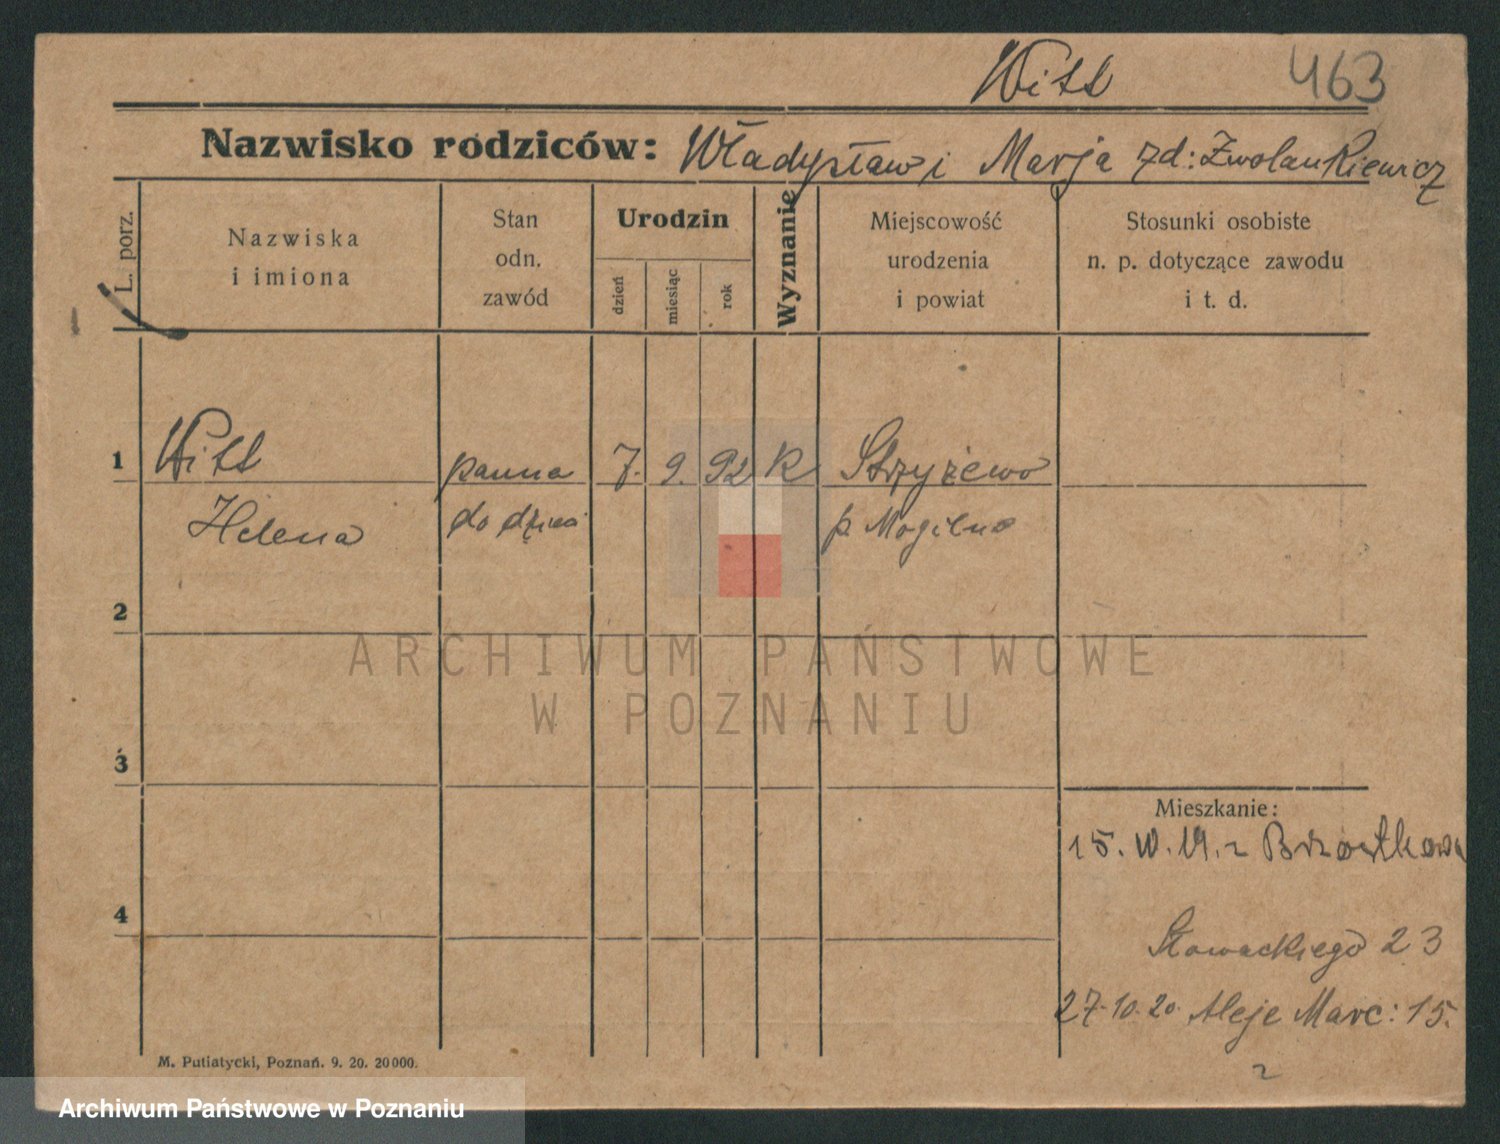 Witt 463
Nazwisko rodziców: Władysław i Marja zd: Zwolankiewicz
L. porz.
Nazwiska
i imiona
Stan
odn.
zawód
Urodzin
dzień
miesiąc
rok
Wyznanie
Miejscowość
urodzenia
i powiat
Stosunki osobiste
n. p. dotyczące zawodu
i t. d.
1 Witt panna 7. 9. 92 K Strzyżewo
Helena do dzieci p Mogilno
2
3
4
ARCHIWUM PAŃSTWOWE
W POZNANIU
Mieszkanie:
15. z
Słowackiego 23
27.10.20. Aleje Marc: 15.
M. Putiatycki, Poznań. 9. 20. 20000.
Archiwum Państwowe w Poznaniu